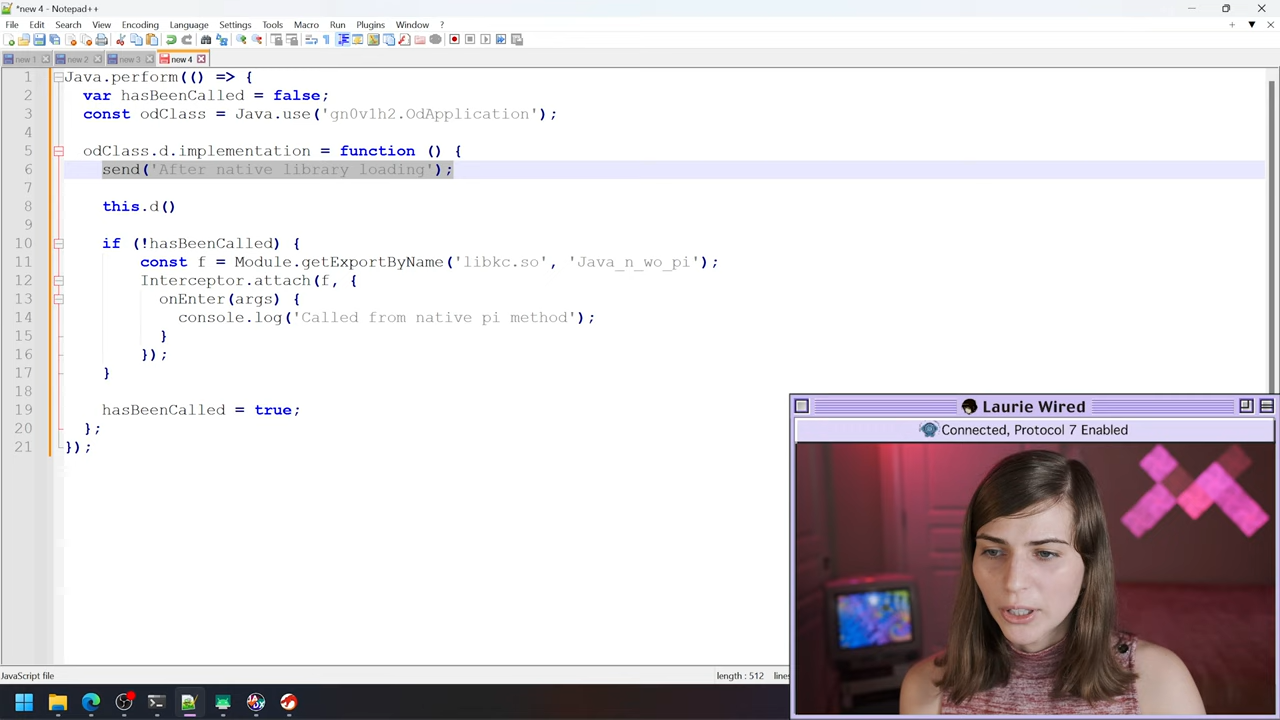 *new 4 - Notepad++
File Edit Search View Encoding Language Settings Tools Macro Run Plugins Window ?
new 1 new 2 new 3 new 4
1 Java.perform(() => {
2 var hasBeenCalled = false;
3 const odClass = Java.use('gn0v1h2.OdApplication');
4
5 odClass.d.implementation = function () {
6 send('After native library loading');
7
8 this.d()
9
10 if (!hasBeenCalled) {
11 const f = Module.getExportByName('libkc.so', 'Java_n_wo_pi');
12 Interceptor.attach(f, {
13 onEnter(args) {
14 console.log('Called from native pi method');
15 }
16 });
17 }
18
19 hasBeenCalled = true;
20 };
21 });
Laurie Wired
Connected, Protocol 7 Enabled
JavaScript file length : 512 lines